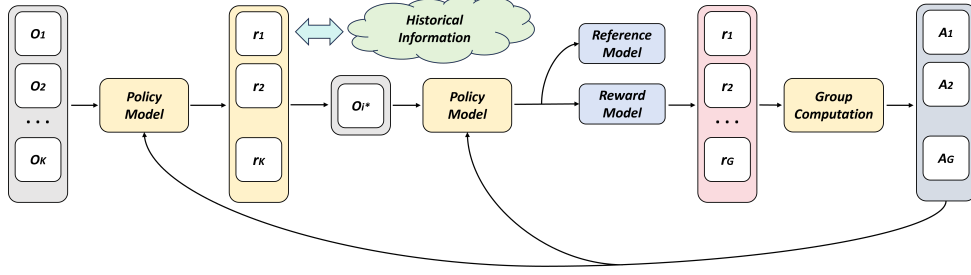 O1
O2
...
OK
Policy
Model
r1
r2
rK
Historical
Information
Oi*
Policy
Model
Reference
Model
Reward
Model
r1
r2
...
rG
Group
Computation
A1
A2
AG